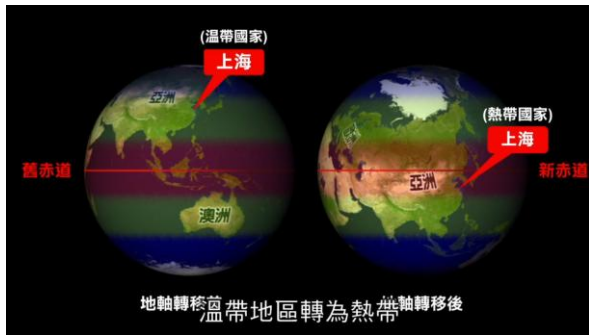 (溫帶國家)
上海
亞洲
舊赤道
澳洲
地軸轉移
(熱帶國家)
上海
亞洲
新赤道
軸轉移後
溫帶地區轉為熱帶